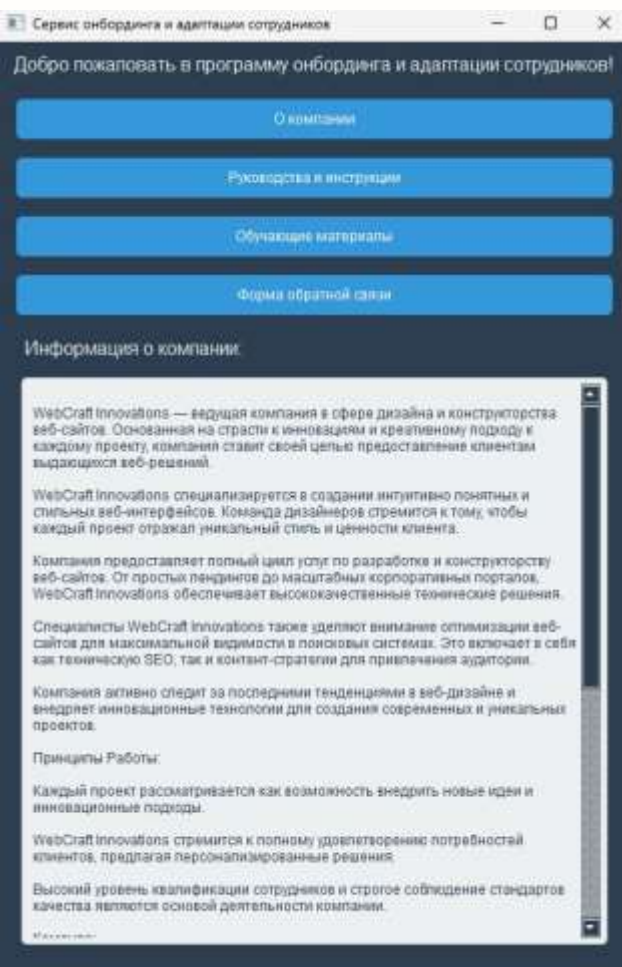 Сервис онбординга и адаптации сотрудников
Добро пожаловать в программу онбординга и адаптации сотрудников!
О компании
Руководства и инструкции
Обучающие материалы
Форма обратной связи
Информация о компании:
WebCraft Innovations — ведущая компания в сфере дизайна и конструкторства
веб-сайтов. Основанная на страсти к инновациям и креативному подходу к
каждому проекту, компания ставит своей целью предоставление клиентам
выдающихся веб-решений.
WebCraft Innovations специализируется в создании интуитивно понятных и
стильных веб-интерфейсов. Команда дизайнеров стремится к тому, чтобы
каждый проект отражал уникальный стиль и ценности клиента.
Компания предоставляет полный цикл услуг по разработке и конструкторству
веб-сайтов. От простых лендингов до масштабных корпоративных порталов,
WebCraft Innovations обеспечивает высококачественные технические решения.
Специалисты WebCraft Innovations также уделяют внимание оптимизации веб-
сайтов для максимальной видимости в поисковых системах. Это включает в себя
как техническую SEO, так и контент-стратегии для привлечения аудитории.
Компания активно следит за последними тенденциями в веб-дизайне и
внедряет инновационные технологии для создания современных и уникальных
проектов.
Принципы Работы:
Каждый проект рассматривается как возможность внедрить новые идеи и
инновационные подходы.
WebCraft Innovations стремится к полному удовлетворению потребностей
клиентов, предлагая персонализированные решения.
Высокий уровень квалификации сотрудников и строгое соблюдение стандартов
качества являются основой деятельности компании.